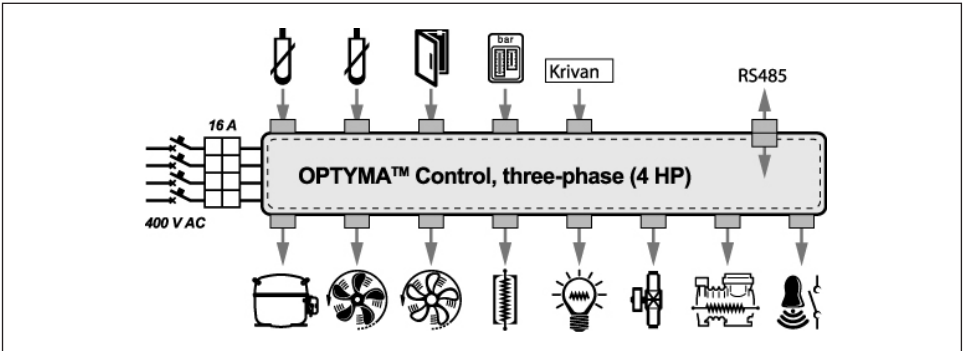 bar
Krivan
RS485
16 A
OPTYMA™ Control, three-phase (4 HP)
400 V AC